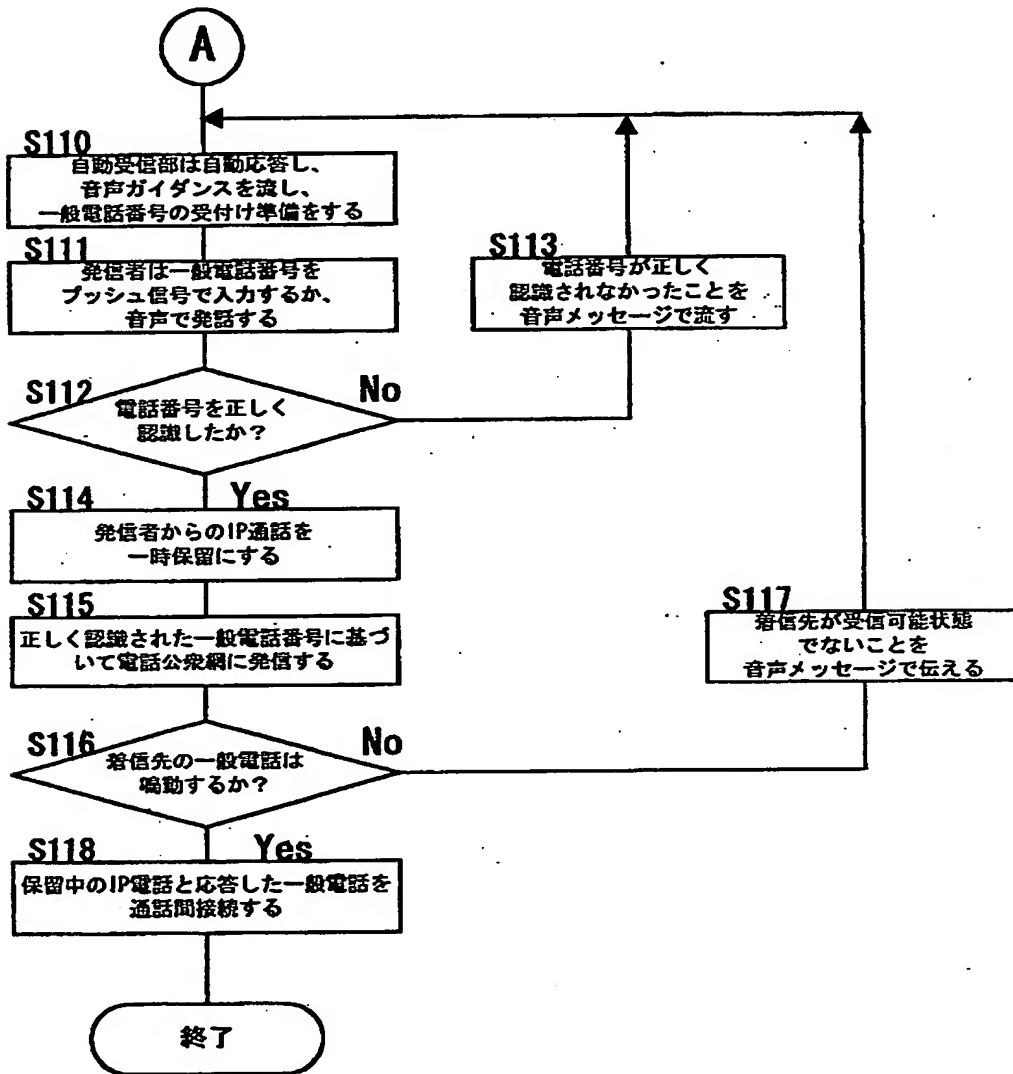 A
S110
自動受信部は自動応答し、
音声ガイダンスを流し、
一般電話番号の受付け準備をする
S111
発信者は一般電話番号を
プッシュ信号で入力するか、
音声で発話する
S113
電話番号が正しく
認識されなかったことを
音声メッセージで流す
S112
No
電話番号を正しく
認識したか?
S114
Yes
発信者からのIP通話を
一時保留にする
S115
正しく認識された一般電話番号に基づ
いて電話公衆網に発信する
S117
着信先が受信可能状態
でないことを
音声メッセージで伝える
S116
No
着信先の一般電話は
鳴動するか?
S118
Yes
保留中のIP電話と応答した一般電話を
通話間接続する
終了